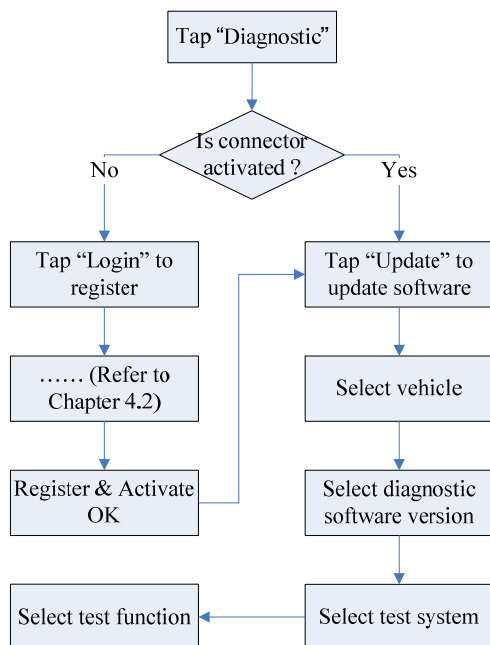 Tap “Diagnostic”
Is connector
activated ?
No
Yes
Tap “Login” to
register
Tap “Update” to
update software
…… (Refer to
Chapter 4.2)
Select vehicle
Register & Activate
OK
Select diagnostic
software version
Select test function
Select test system